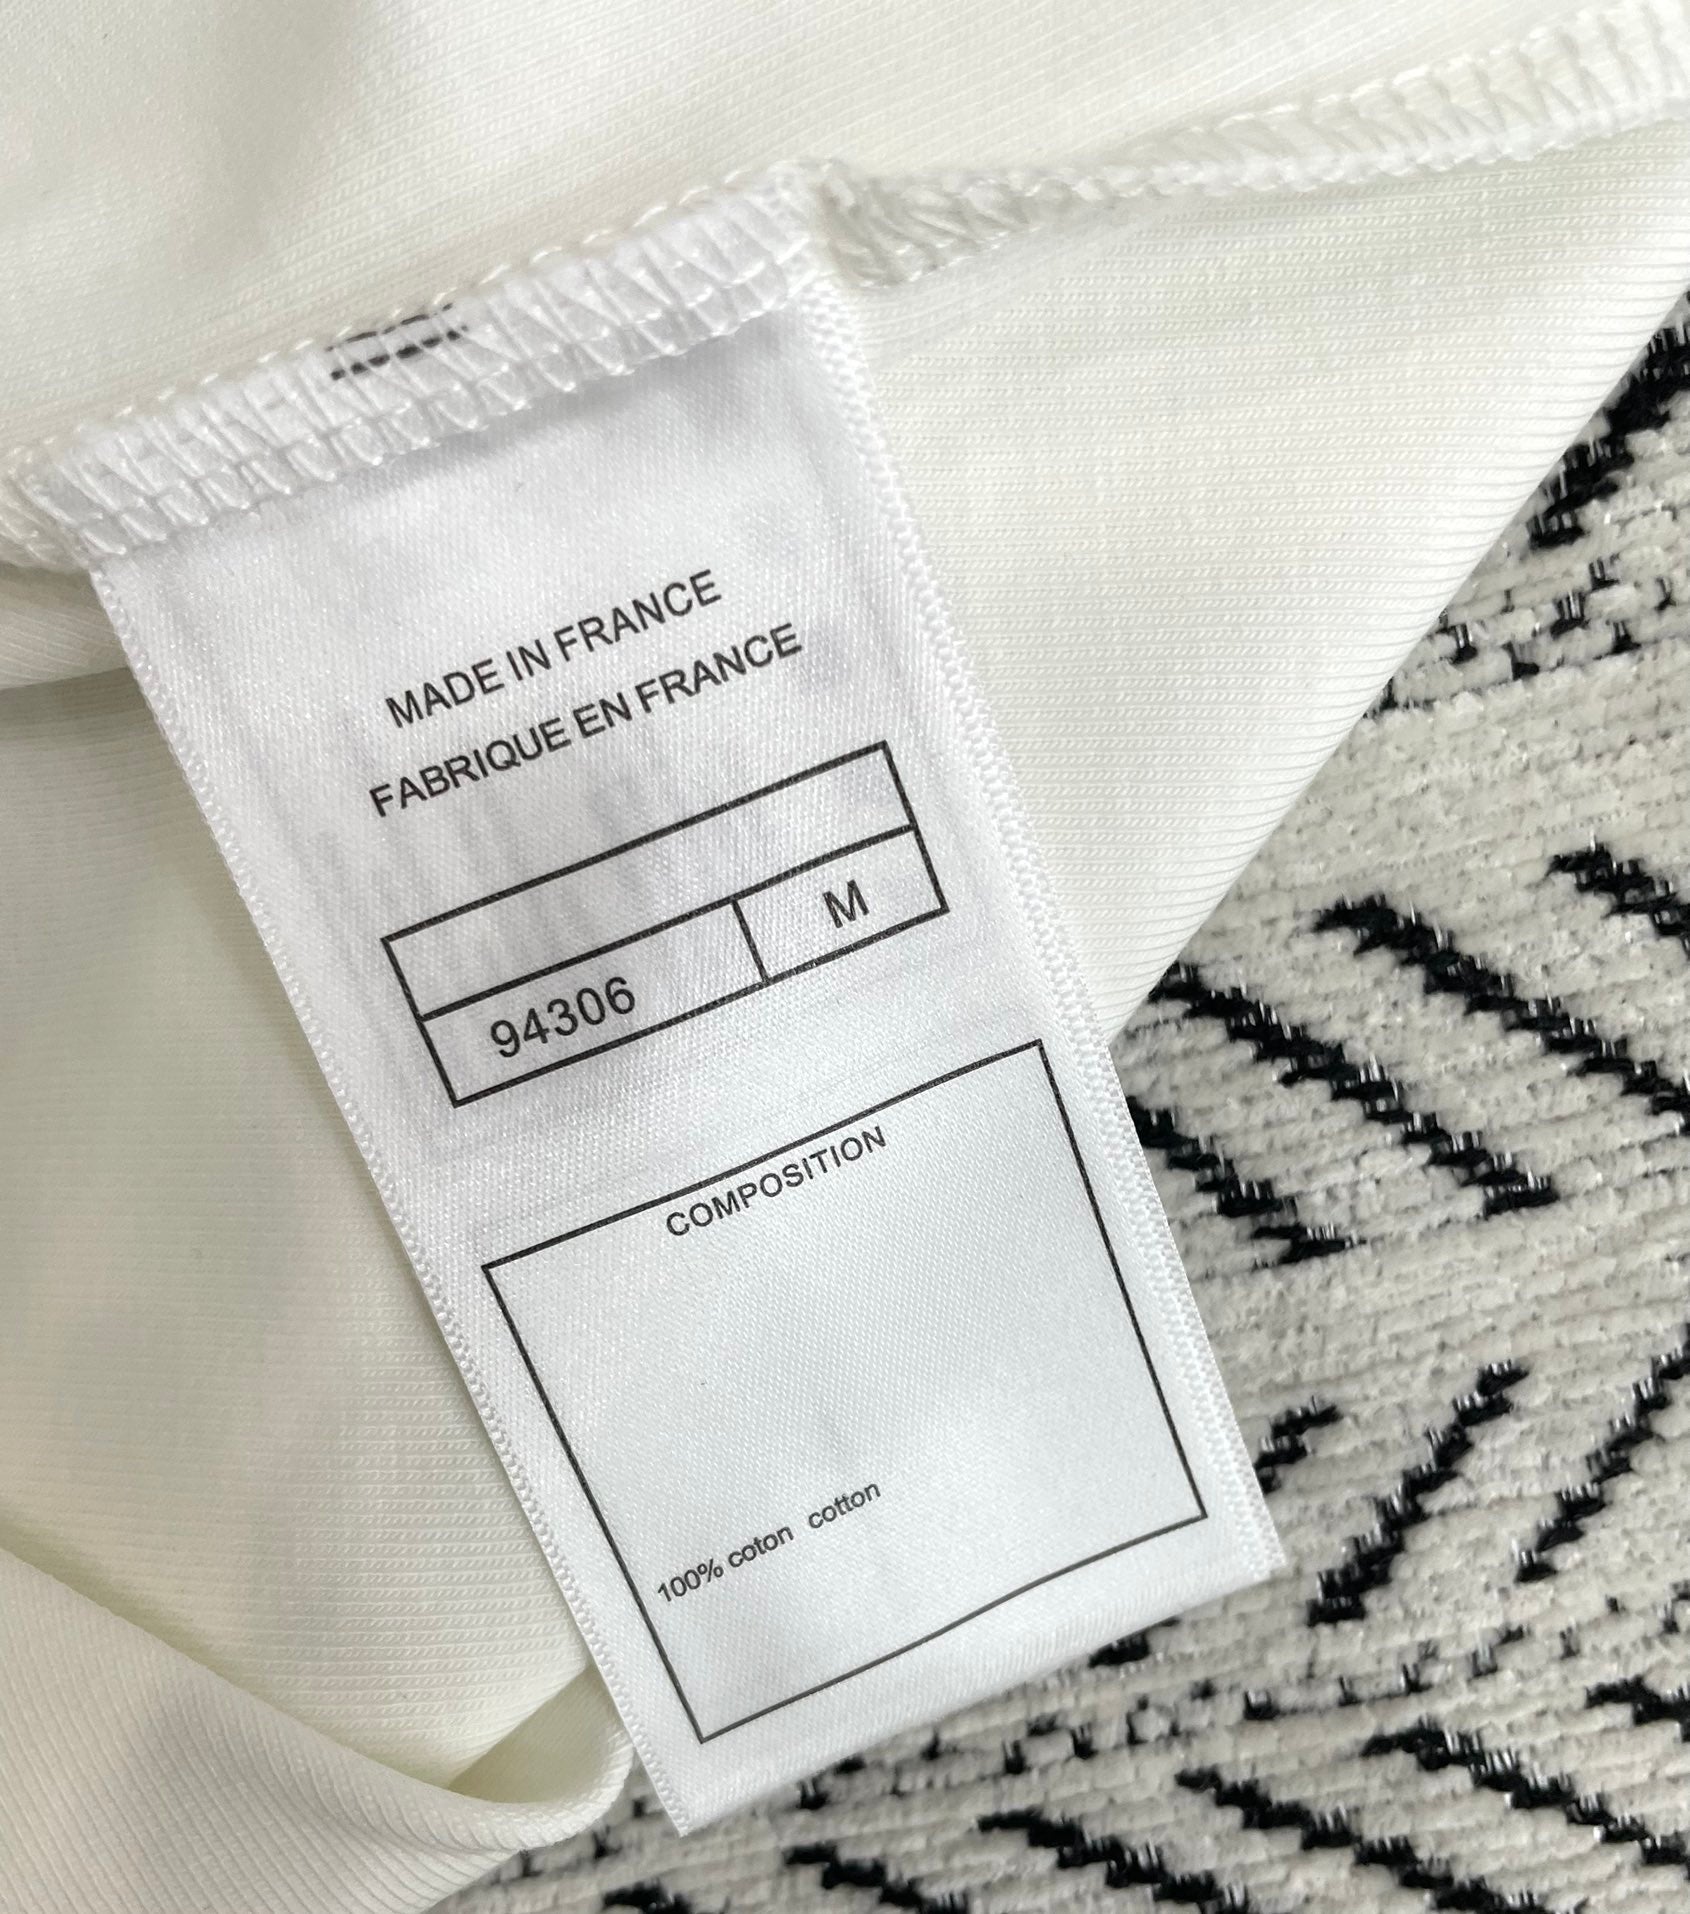 MADE IN FRANCE
FABRIQUE EN FRANCE
94306 M
COMPOSITION
100% coton cotton